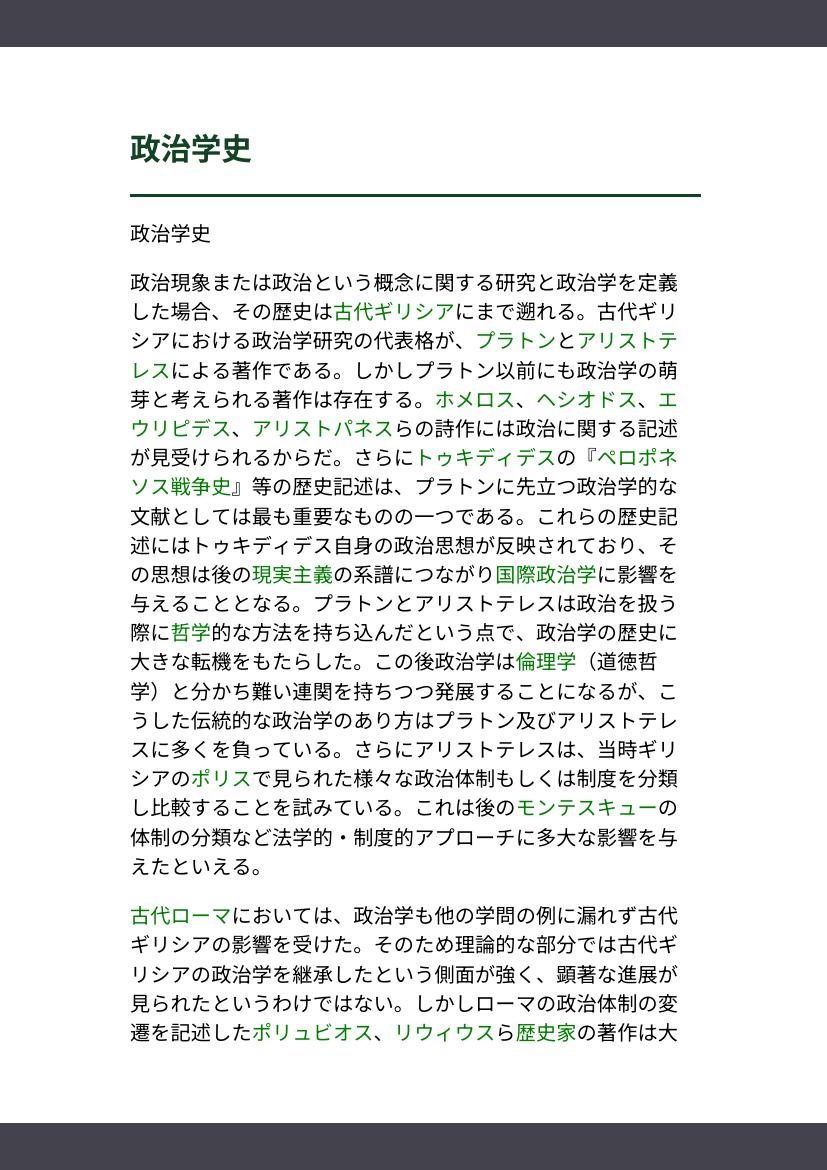 政治学史
政治学史
政治現象または政治という概念に関する研究と政治学を定義
した場合、その歴史は古代ギリシアにまで遡れる。古代ギリ
シアにおける政治学研究の代表格が、プラトンとアリストテ
レスによる著作である。しかしプラトン以前にも政治学の萌
芽と考えられる著作は存在する。ホメロス、ヘシオドス、エ
ウリピデス、アリストパネスらの詩作には政治に関する記述
が見受けられるからだ。さらにトゥキディデスの『ペロポネ
ソス戦争史』等の歴史記述は、プラトンに先立つ政治学的な
文献としては最も重要なものの一つである。これらの歴史記
述にはトゥキディデス自身の政治思想が反映されており、そ
の思想は後の現実主義の系譜につながり国際政治学に影響を
与えることとなる。プラトンとアリストテレスは政治を扱う
際に哲学的な方法を持ち込んだという点で、政治学の歴史に
大きな転機をもたらした。この後政治学は倫理学（道徳哲
学）と分かち難い連関を持ちつつ発展することになるが、こ
うした伝統的な政治学のあり方はプラトン及びアリストテレ
スに多くを負っている。さらにアリストテレスは、当時ギリ
シアのポリスで見られた様々な政治体制もしくは制度を分類
し比較することを試みている。これは後のモンテスキューの
体制の分類など法学的・制度的アプローチに多大な影響を与
えたといえる。
古代ローマにおいては、政治学も他の学問の例に漏れず古代
ギリシアの影響を受けた。そのため理論的な部分では古代ギ
リシアの政治学を継承したという側面が強く、顕著な進展が
見られたというわけではない。しかしローマの政治体制の変
遷を記述したポリュビオス、リウィウスら歴史家の著作は大